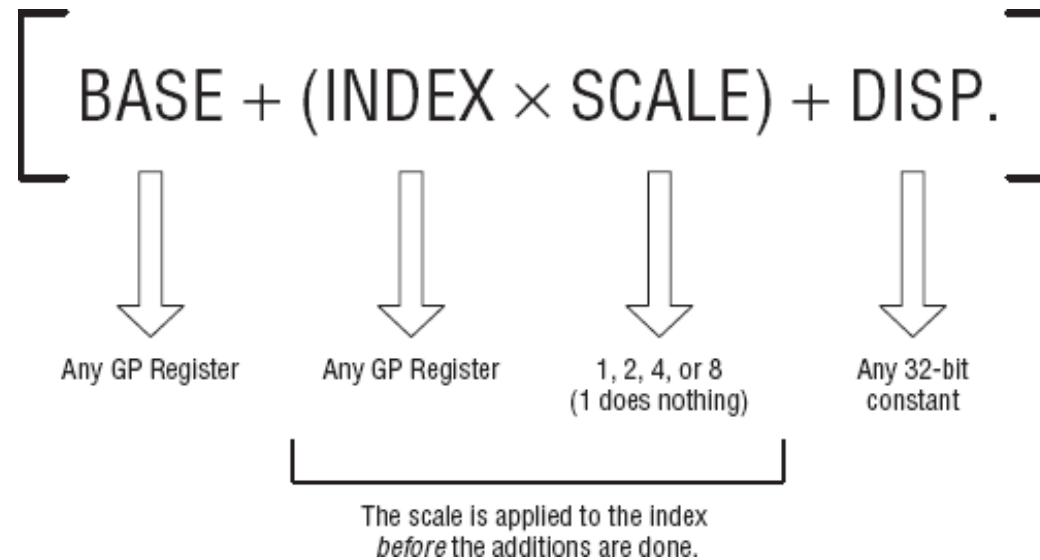 BASE + (INDEX × SCALE) + DISP.
Any GP Register Any GP Register 1, 2, 4, or 8 Any 32-bit
(1 does nothing) constant
The scale is applied to the index
before the additions are done.